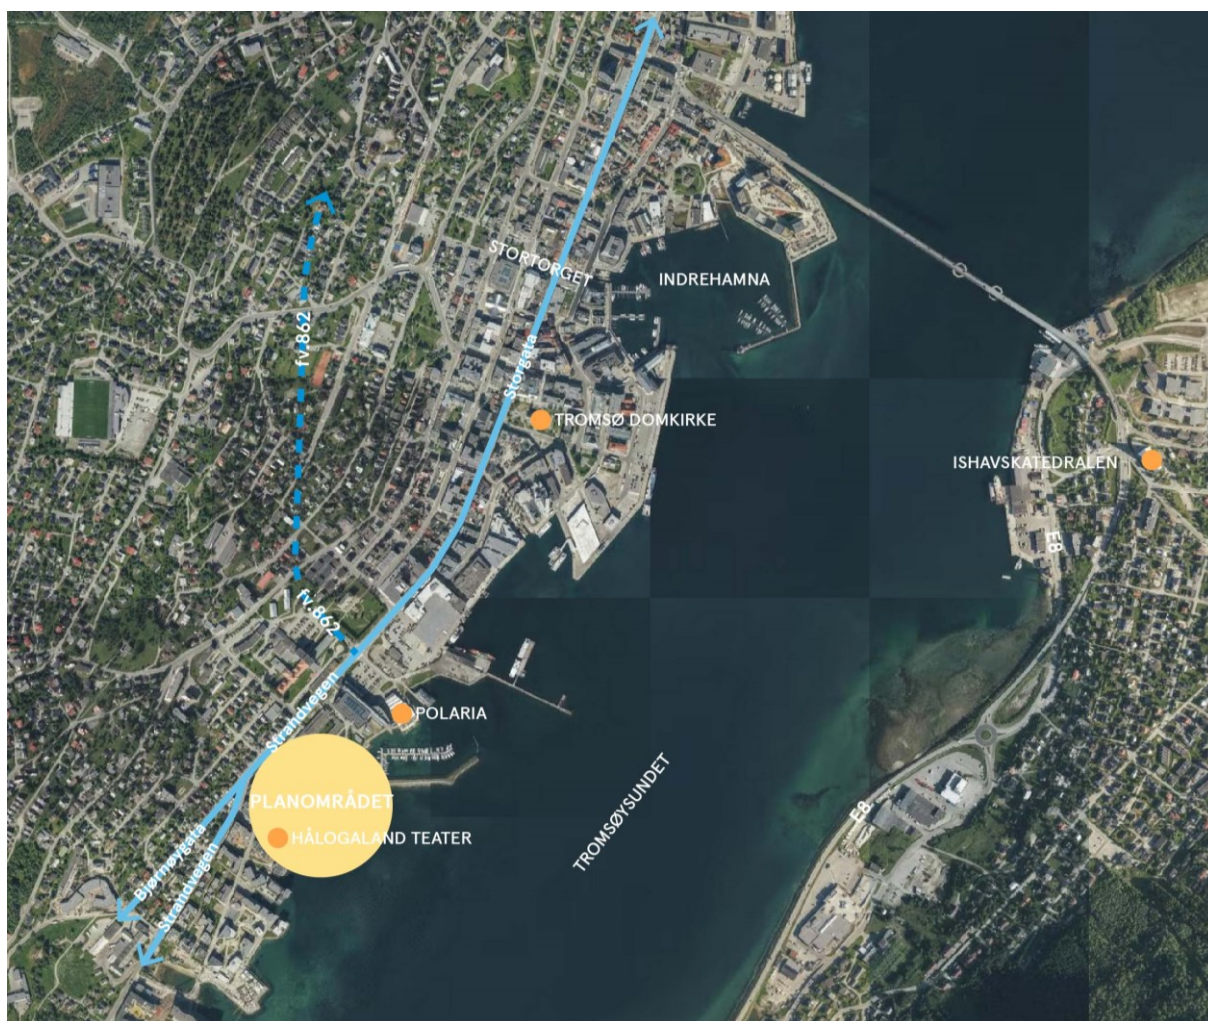 STORTORGET
INDREHAMNA
fv.862
Storgata
TROMSØ DOMKIRKE
ISHAVSKATEDRALEN
E8
fv.862
Strandvegen
POLARIA
PLANOMRÅDET
TROMSØYSUNDET
E8
HÅLOGALAND TEATER
Bjørnøygata
Strandvegen